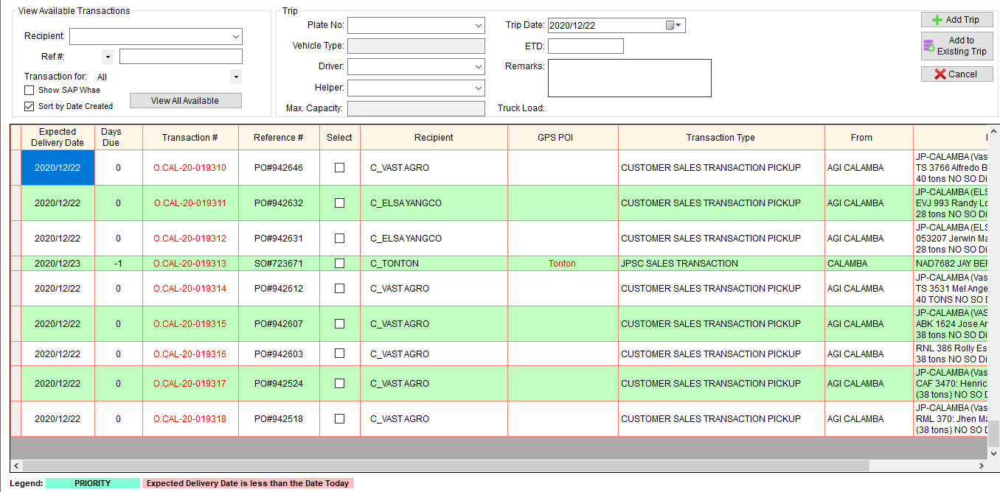 View Available Transactions
Recipient:
Ref #:
Transaction for: All
Show SAP Whse
Sort by Date Created
View All Available
Trip
Plate No:
Vehicle Type:
Driver:
Helper:
Max. Capacity:
Trip Date: 2020/12/22
ETD:
Remarks:
Truck Load:
Add Trip
Add to
Existing Trip
Cancel
Expected Delivery Date Days Due Transaction # Reference # Select Recipient GPS POI Transaction Type From
2020/12/22 0 O.CAL-20-019310 PO#942646 C_VAST AGRO CUSTOMER SALES TRANSACTION PICKUP AGI CALAMBA
JP-CALAMBA (Vas
TS 3766 Alfredo B
40 tons NO SO Di
2020/12/22 0 O.CAL-20-019311 PO#942632 C_ELSA YANGCO CUSTOMER SALES TRANSACTION PICKUP AGI CALAMBA
JP-CALAMBA (ELS
EVJ 993 Randy Lo
28 tons NO SO Di
2020/12/22 0 O.CAL-20-019312 PO#942631 C_ELSA YANGCO CUSTOMER SALES TRANSACTION PICKUP AGI CALAMBA
JP-CALAMBA (ELS
053207 Jerwin Ma
28 tons NO SO Di
2020/12/23 -1 O.CAL-20-019313 SO#723671 C_TONTON Tonton JPSC SALES TRANSACTION CALAMBA NAD7682 JAY BER
2020/12/22 0 O.CAL-20-019314 PO#942612 C_VAST AGRO CUSTOMER SALES TRANSACTION PICKUP AGI CALAMBA
JP-CALAMBA (Vas
TS 3531 Mel Ange
40 TONS NO SO D
2020/12/22 0 O.CAL-20-019315 PO#942607 C_VAST AGRO CUSTOMER SALES TRANSACTION PICKUP AGI CALAMBA
JP-CALAMBA (VAS
ABK 1624 Jose Ar
38 tons NO SO Di
2020/12/22 0 O.CAL-20-019316 PO#942603 C_VAST AGRO CUSTOMER SALES TRANSACTION PICKUP AGI CALAMBA
RNL 386 Rolly Es
38 tons NO SO Di
2020/12/22 0 O.CAL-20-019317 PO#942524 C_VAST AGRO CUSTOMER SALES TRANSACTION PICKUP AGI CALAMBA
JP-CALAMBA (Vas
CAF 3470: Henric
(38 tons) NO SO D
2020/12/22 0 O.CAL-20-019318 PO#942518 C_VAST AGRO CUSTOMER SALES TRANSACTION PICKUP AGI CALAMBA
JP-CALAMBA (Vas
RML 370: Jhen Ma
(38 tons) NO SO D
Legend: PRIORITY Expected Delivery Date is less than the Date Today